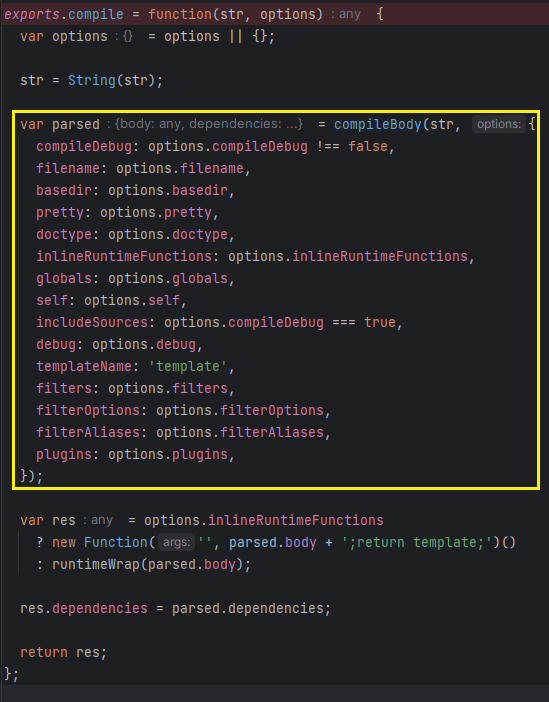 exports.compile = function(str, options) : any {
  var options : {} = options || {};
  str = String(str);
  var parsed : {body: any, dependencies: ...} = compileBody(str, options: {
    compileDebug: options.compileDebug !== false,
    filename: options.filename,
    basedir: options.basedir,
    pretty: options.pretty,
    doctype: options.doctype,
    inlineRuntimeFunctions: options.inlineRuntimeFunctions,
    globals: options.globals,
    self: options.self,
    includeSources: options.compileDebug === true,
    debug: options.debug,
    templateName: 'template',
    filters: options.filters,
    filterOptions: options.filterOptions,
    filterAliases: options.filterAliases,
    plugins: options.plugins,
  });
  var res : any = options.inlineRuntimeFunctions
    ? new Function( args: '', parsed.body + ';return template;')()
    : runtimeWrap(parsed.body);
  res.dependencies = parsed.dependencies;
  return res;
};